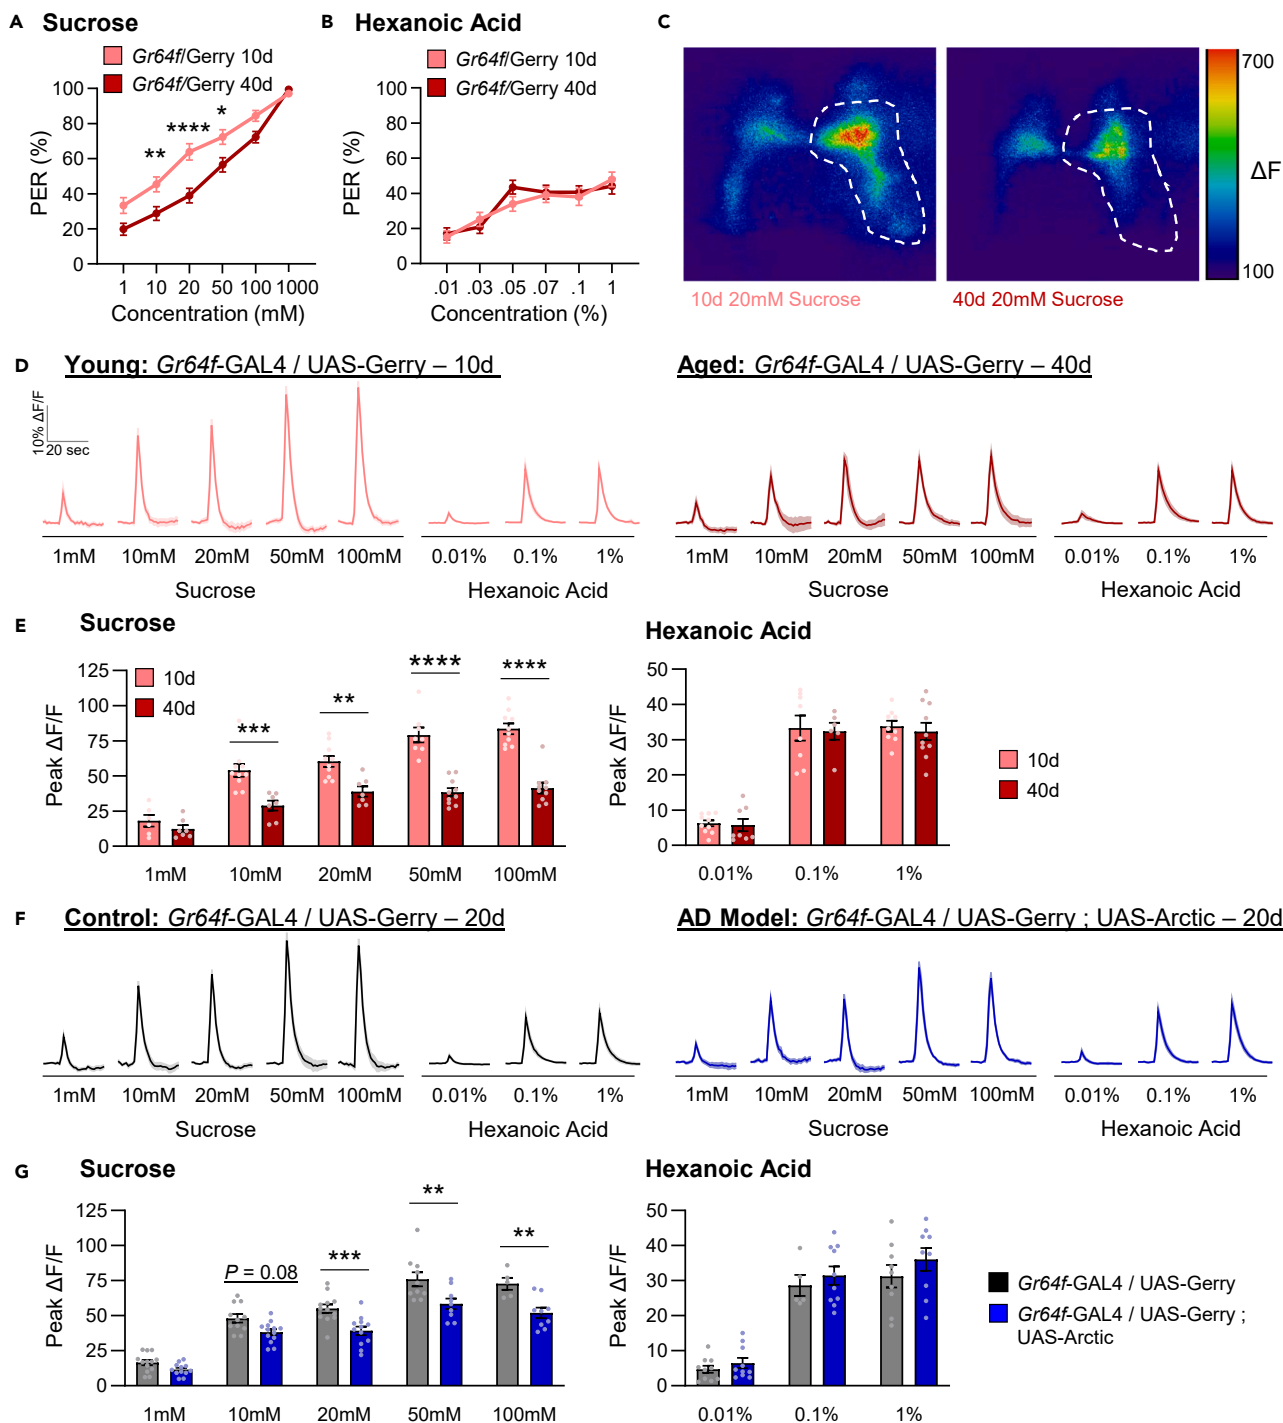 A Sucrose
Gr64f/Gerry 10d
Gr64f/Gerry 40d
PER (%)
100
80
60
40
20
0
**
****
*
1 10 20 50 100 1000
Concentration (mM)
B Hexanoic Acid
Gr64f/Gerry 10d
Gr64f/Gerry 40d
PER (%)
100
80
60
40
20
0
.01 .03 .05 .07 .1 1
Concentration (%)
C
700
ΔF
100
10d 20mM Sucrose
40d 20mM Sucrose
D Young: Gr64f-GAL4 / UAS-Gerry – 10d
10% ΔF/F
20 sec
1mM 10mM 20mM 50mM 100mM 0.01% 0.1% 1%
Sucrose Hexanoic Acid
Aged: Gr64f-GAL4 / UAS-Gerry – 40d
1mM 10mM 20mM 50mM 100mM 0.01% 0.1% 1%
Sucrose Hexanoic Acid
E Sucrose
10d
40d
Peak ΔF/F
125
100
75
50
25
0
***
**
****
****
1mM 10mM 20mM 50mM 100mM
Hexanoic Acid
Peak ΔF/F
50
40
30
20
10
0
0.01% 0.1% 1%
10d
40d
F Control: Gr64f-GAL4 / UAS-Gerry – 20d
1mM 10mM 20mM 50mM 100mM 0.01% 0.1% 1%
Sucrose Hexanoic Acid
AD Model: Gr64f-GAL4 / UAS-Gerry ; UAS-Arctic – 20d
1mM 10mM 20mM 50mM 100mM 0.01% 0.1% 1%
Sucrose Hexanoic Acid
G Sucrose
Peak ΔF/F
125
100
75
50
25
0
P = 0.08
***
**
**
1mM 10mM 20mM 50mM 100mM
Hexanoic Acid
Peak ΔF/F
50
40
30
20
10
0
0.01% 0.1% 1%
Gr64f-GAL4 / UAS-Gerry
Gr64f-GAL4 / UAS-Gerry ;
UAS-Arctic